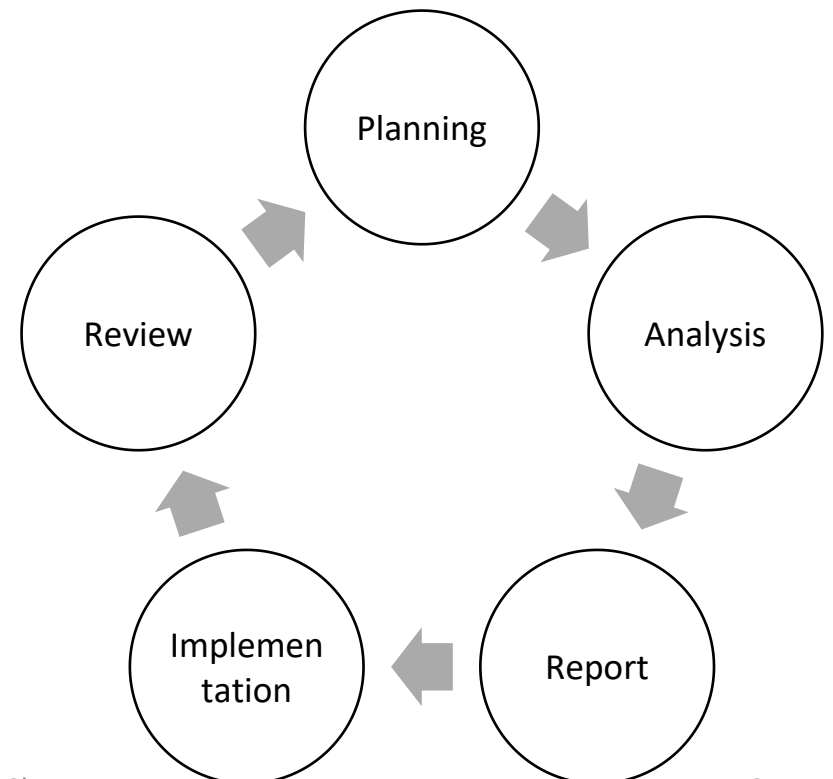 Planning
Analysis
Report
Implemen
tation
Review